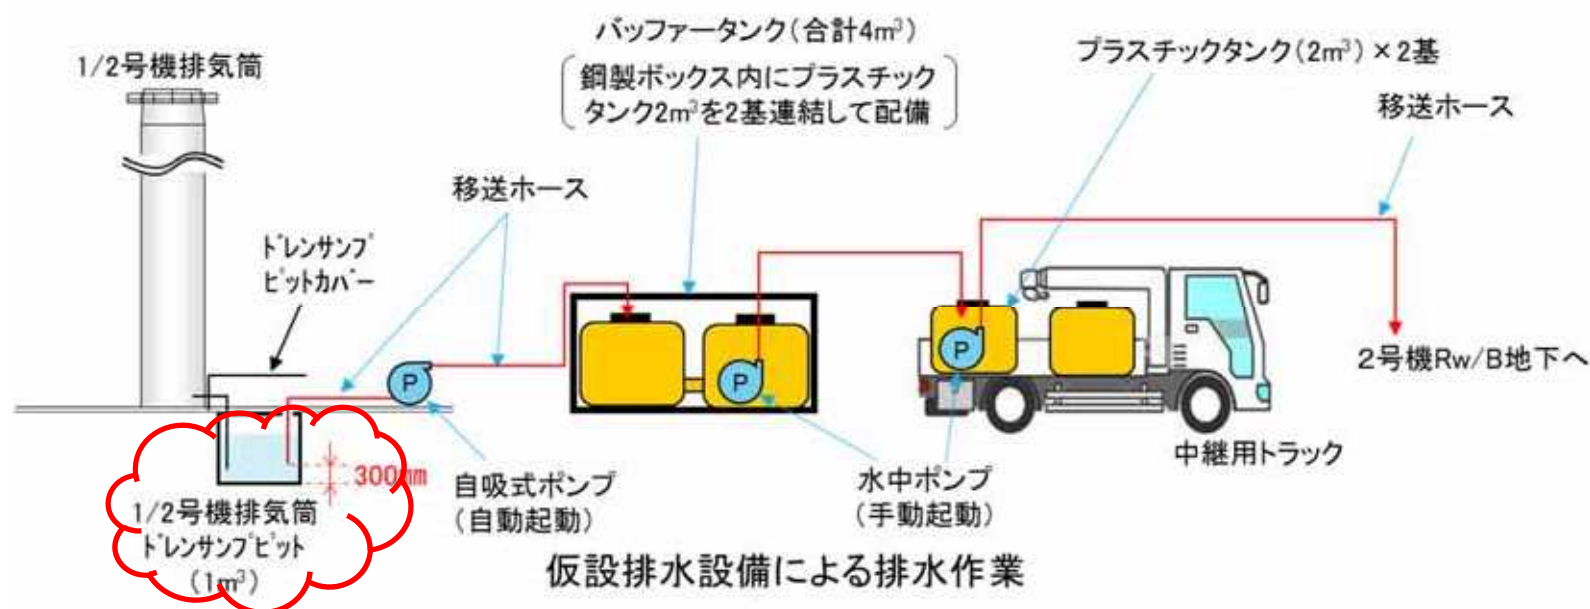 バッファータンク(合計4m³)
鋼製ボックス内にプラスチック
タンク2m³を2基連結して配備
プラスチックタンク(2m³)×2基
移送ホース
1/2号機排気筒
移送ホース
ﾄﾞﾚﾝｻﾝﾌﾟ
ﾋﾟｯﾄｶﾊﾞｰ
P
P
P
2号機Rw/B地下へ
中継用トラック
300mm
自吸式ポンプ
(自動起動)
水中ポンプ
(手動起動)
1/2号機排気筒
ﾄﾞﾚﾝｻﾝﾌﾟﾋﾟｯﾄ
(1m³)
仮設排水設備による排水作業